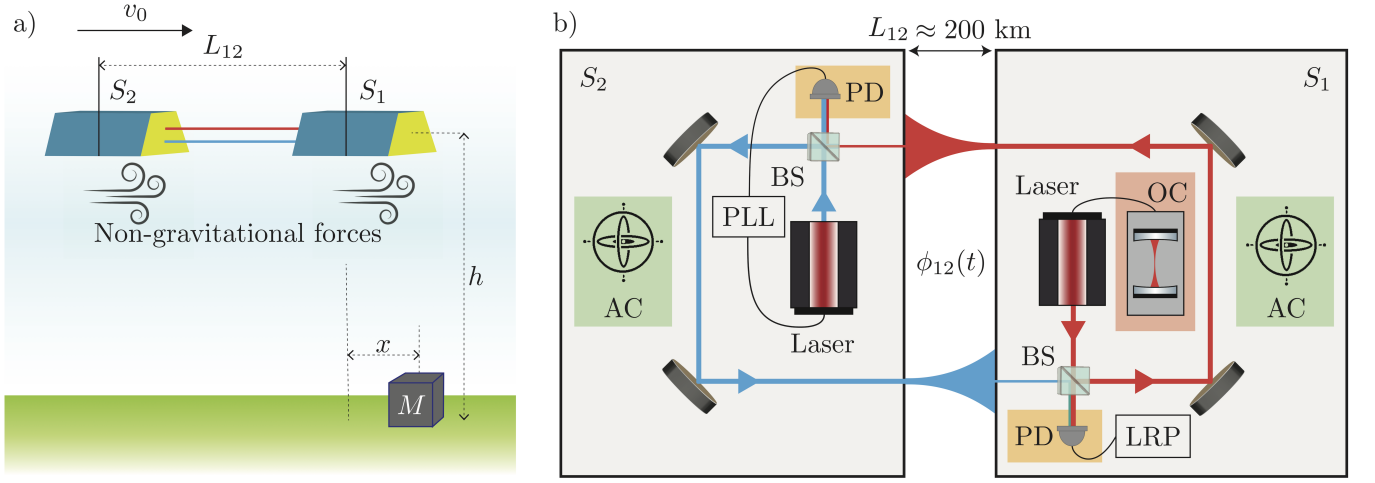 a)
v₀
L₁₂
S₂
S₁
Non-gravitational forces
h
x
M
b)
L₁₂ ≈ 200 km
S₂
PD
BS
PLL
AC
Laser
ϕ₁₂(t)
S₁
Laser
OC
AC
BS
PD
LRP